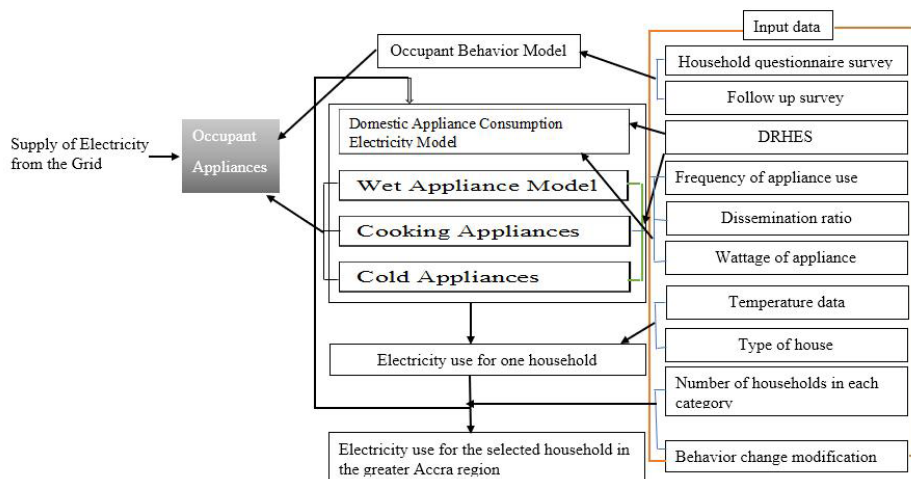 Input data
Occupant Behavior Model
Household questionnaire survey
Follow up survey
Supply of Electricity
from the Grid
Occupant
Appliances
Domestic Appliance Consumption
Electricity Model
DRHES
Wet Appliance Model
Frequency of appliance use
Cooking Appliances
Dissemination ratio
Cold Appliances
Wattage of appliance
Temperature data
Electricity use for one household
Type of house
Number of households in each
category
Electricity use for the selected household in
the greater Accra region
Behavior change modification